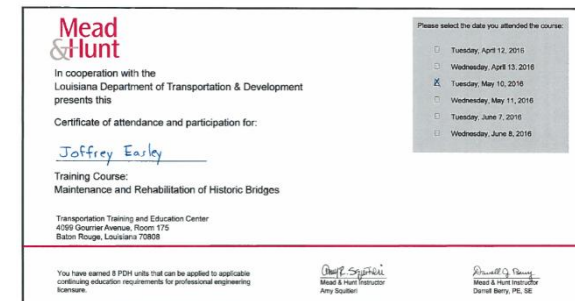 Mead
&Hunt
In cooperation with the
Louisiana Department of Transportation & Development
presents this
Certificate of attendance and participation for:
Joffrey Easley
Training Course:
Maintenance and Rehabilitation of Historic Bridges
Transportation Training and Education Center
4099 Gourrier Avenue, Room 175
Baton Rouge, Louisiana 70808
Please select the date you attended the course:
Tuesday, April 12, 2016
Wednesday, April 13, 2016
X Tuesday, May 10, 2016
Wednesday, May 11, 2016
Tuesday, June 7, 2016
Wednesday, June 8, 2016
You have earned 8 PDH units that can be applied to applicable
continuing education requirements for professional engineering
licensure.
Mead & Hunt Instructor
Amy Squitieri
Mead & Hunt Instructor
Darrell Berry, PE, SE